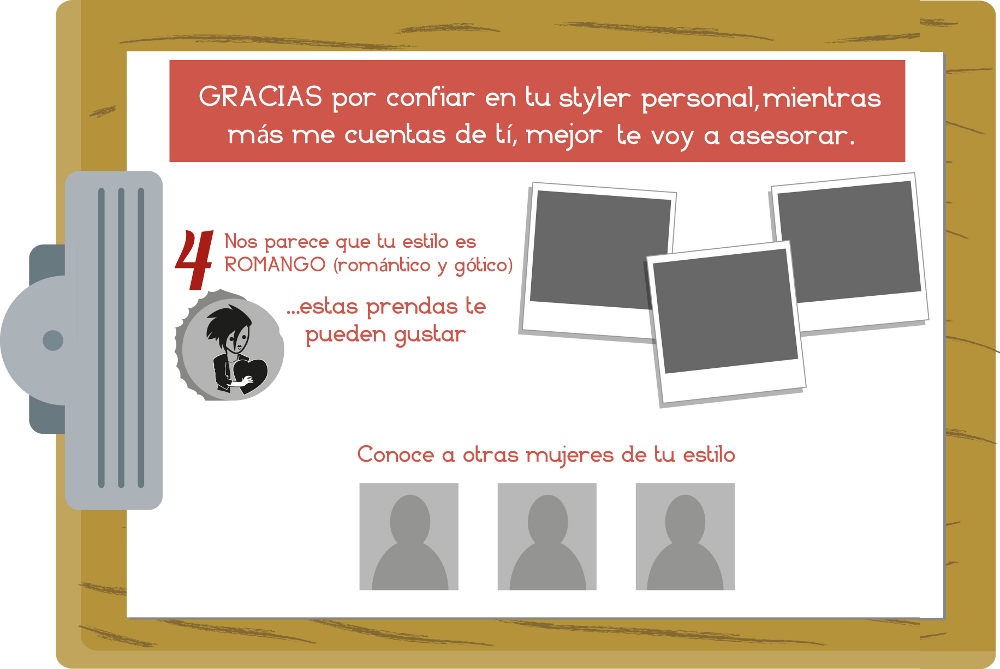 GRACIAS por confiar en tu styler personal, mientras
más me cuentas de tí, mejor te voy a asesorar.
4
Nos parece que tu estilo es
ROMANGO (romántico y gótico)
...estas prendas te
pueden gustar
Conoce a otras mujeres de tu estilo